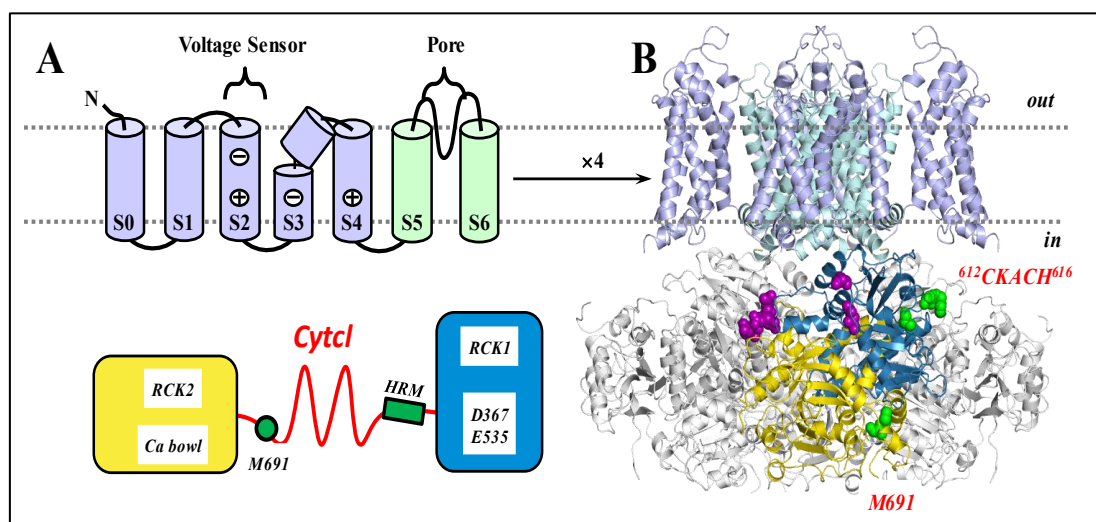 A
Voltage Sensor
Pore
N
⊖
⊕
⊖
⊕
S0 S1 S2 S3 S4 S5 S6
×4
B
out
in
612CKACH616
Cytcl
RCK2
Ca bowl
M691
HRM
RCK1
D367
E535
M691